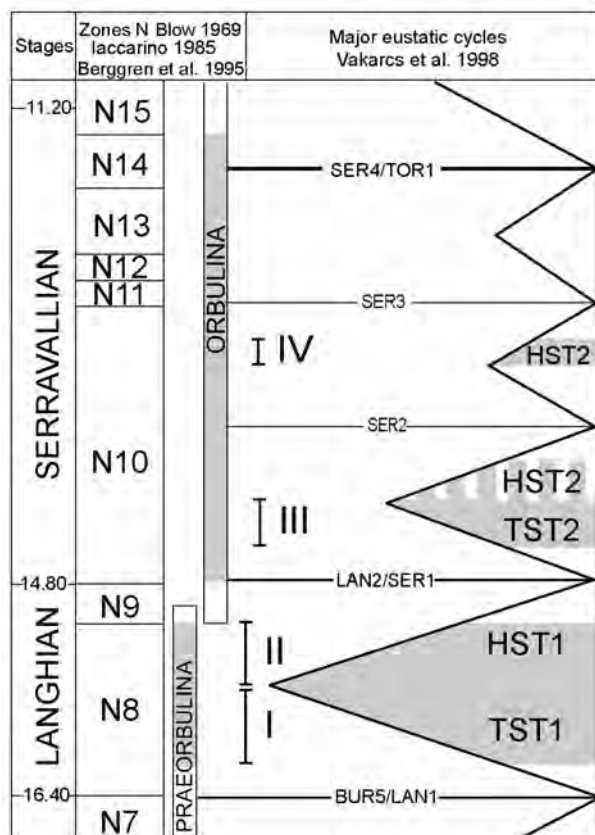 Stages
Zones N Blow 1969
Iaccarino 1985
Berggren et al. 1995
Major eustatic cycles
Vakarcs et al. 1998
11.20
N15
N14
SER4/TOR1
N13
N12
N11
SER3
SERRAVALLIAN
ORBULINA
IV
HST2
SER2
N10
HST2
III
TST2
14.80
LAN2/SER1
N9
LANGHIAN
PRAEORBULINA
II
HST1
N8
I
TST1
16.40
BUR5/LAN1
N7